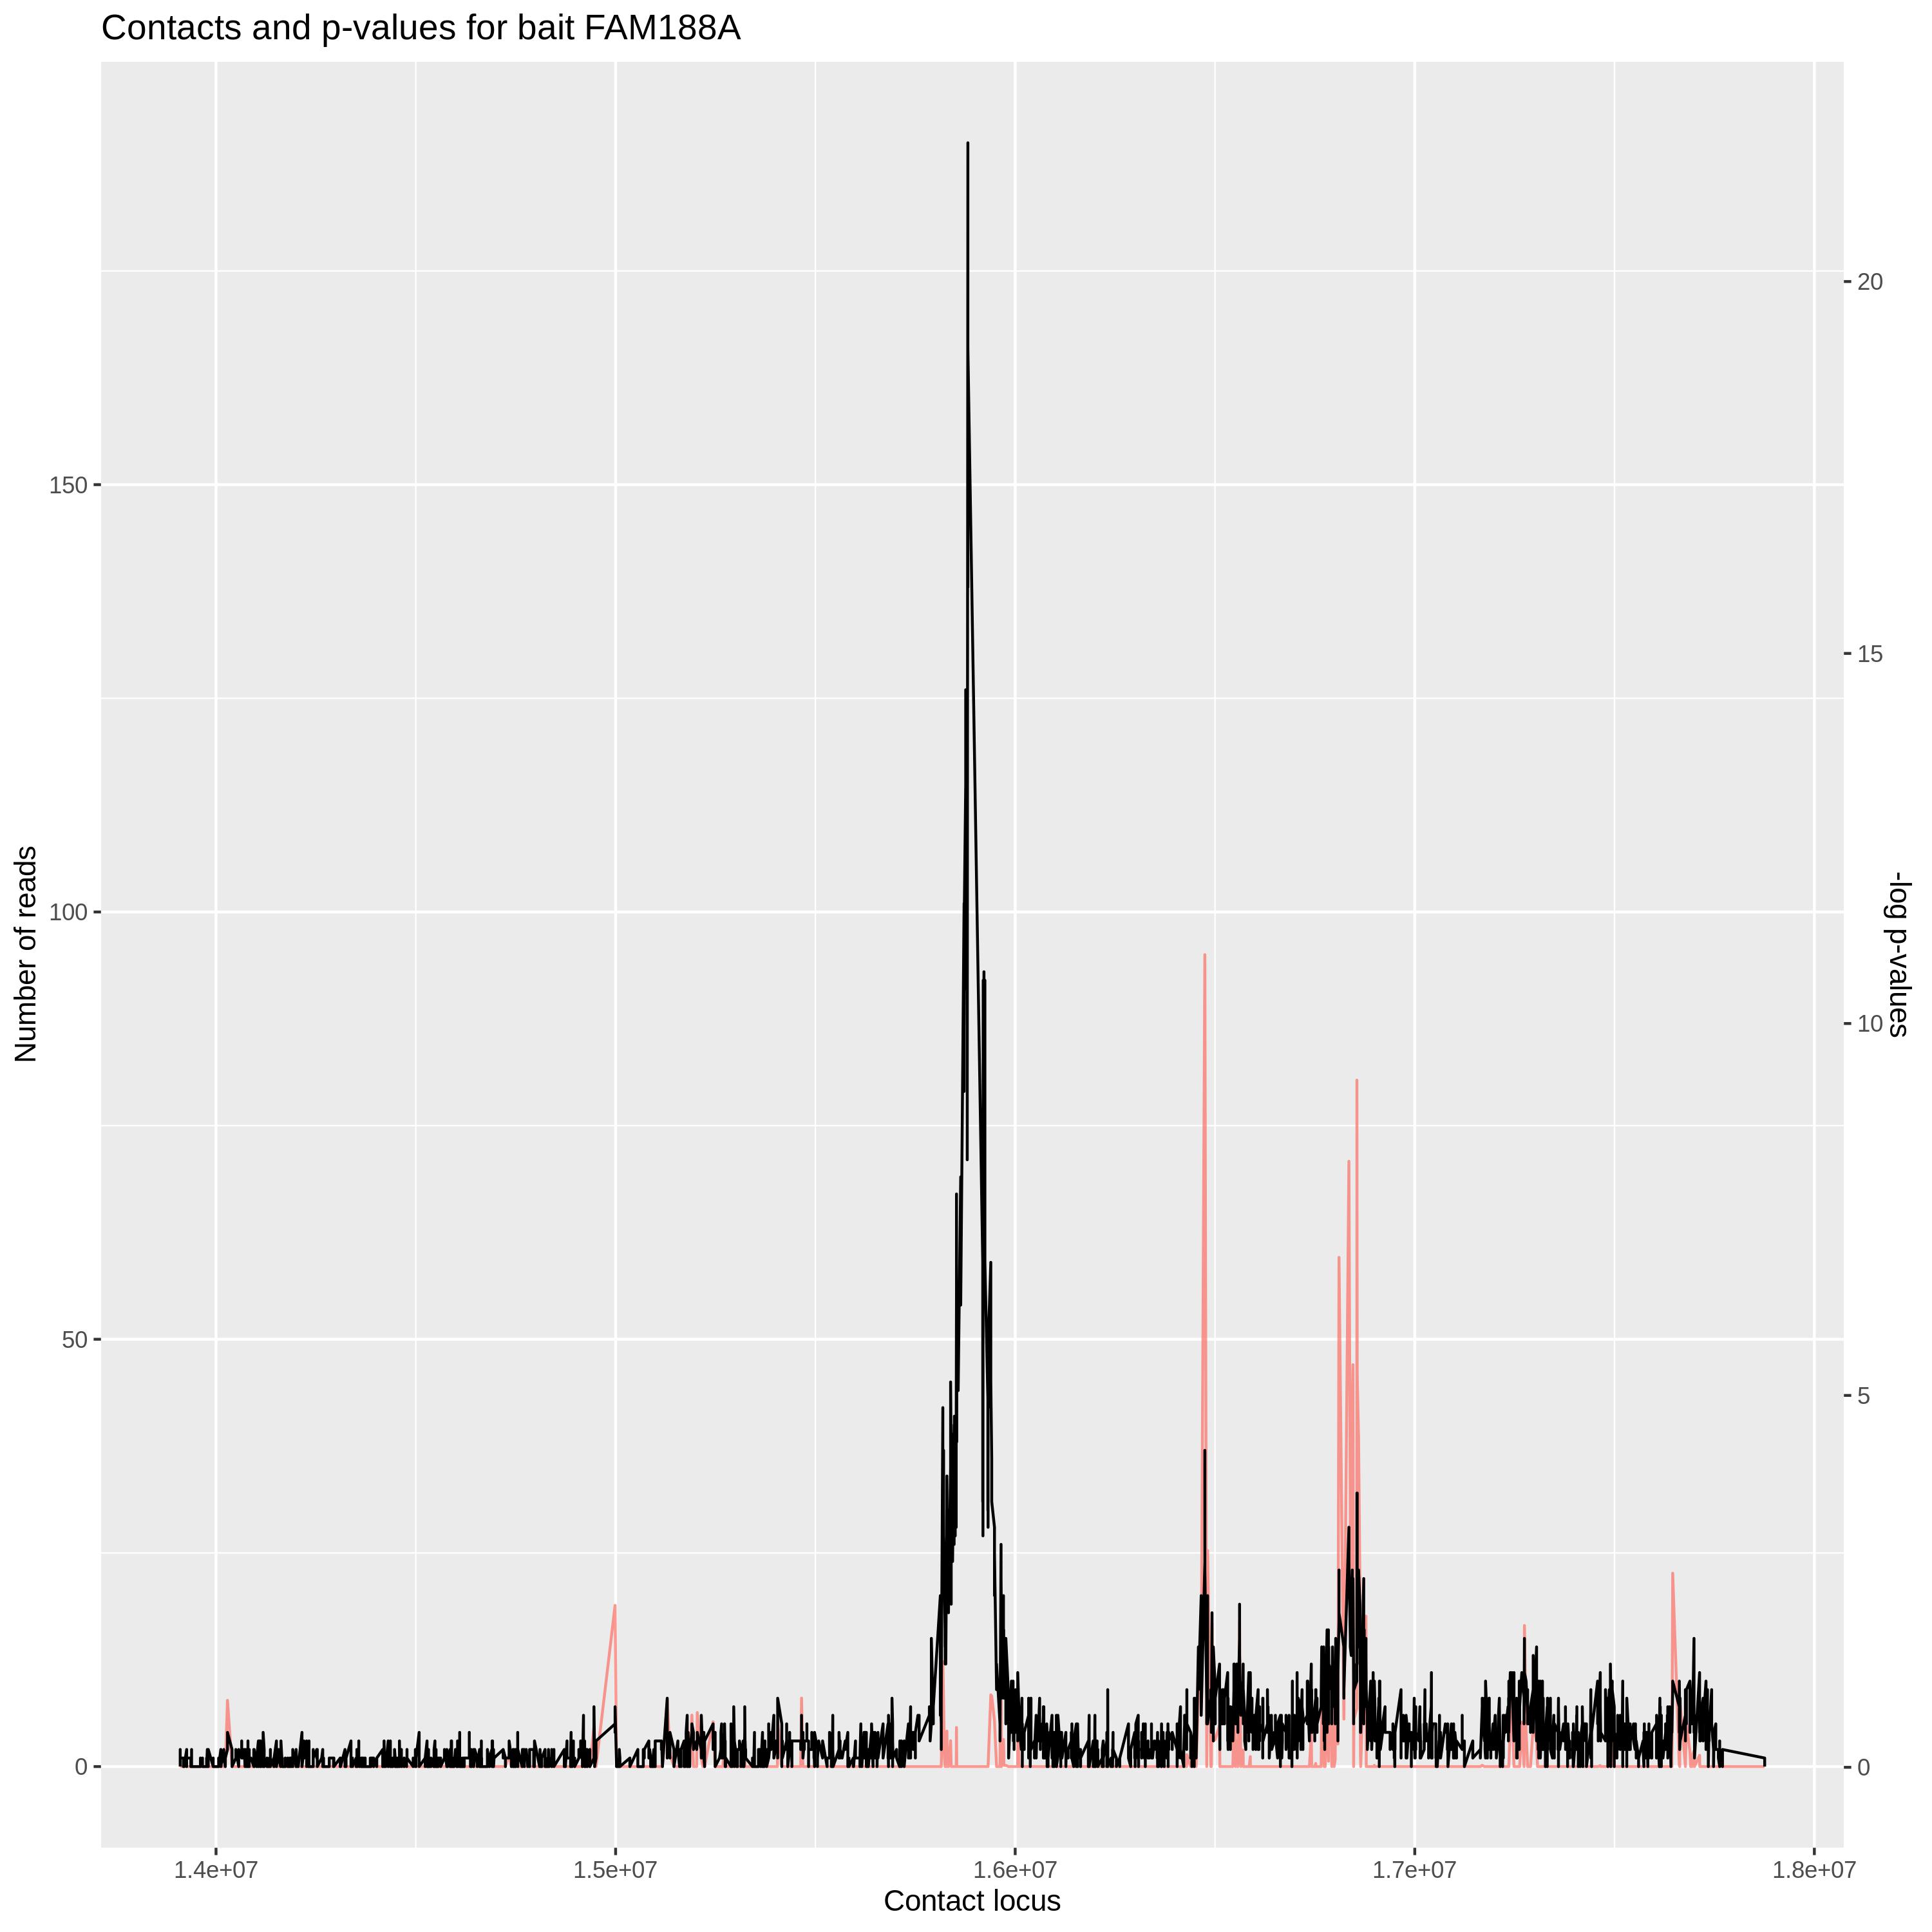 Contacts and p-values for bait FAM188A
Number of reads
150
100
50
0
20
15
10
5
0
-log p-values
1.4e+07 1.5e+07 1.6e+07 1.7e+07 1.8e+07
Contact locus